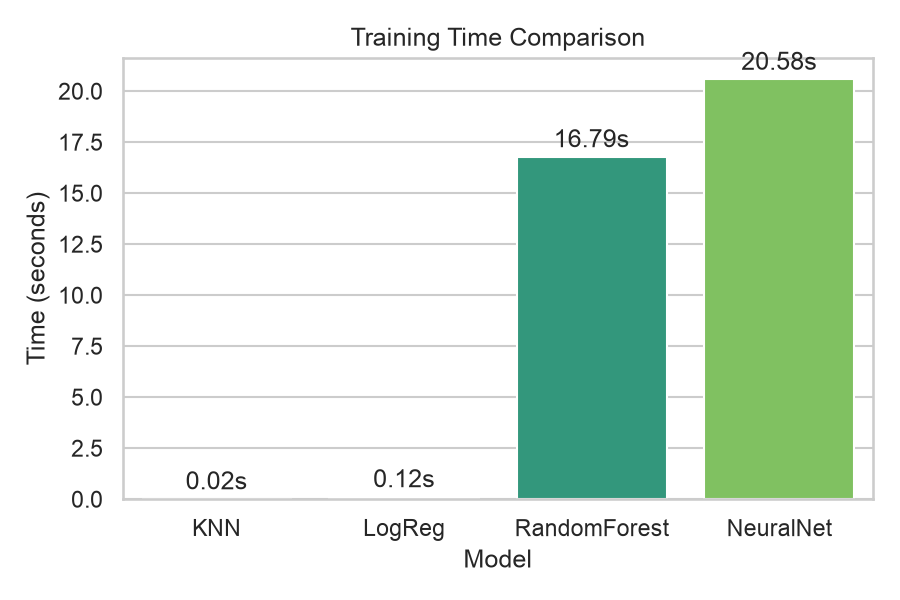 Training Time Comparison
20.58s
20.0
17.5
16.79s
15.0
12.5
10.0
7.5
5.0
2.5
0.02s
0.12s
0.0
Time (seconds)
KNN
LogReg
RandomForest
NeuralNet
Model